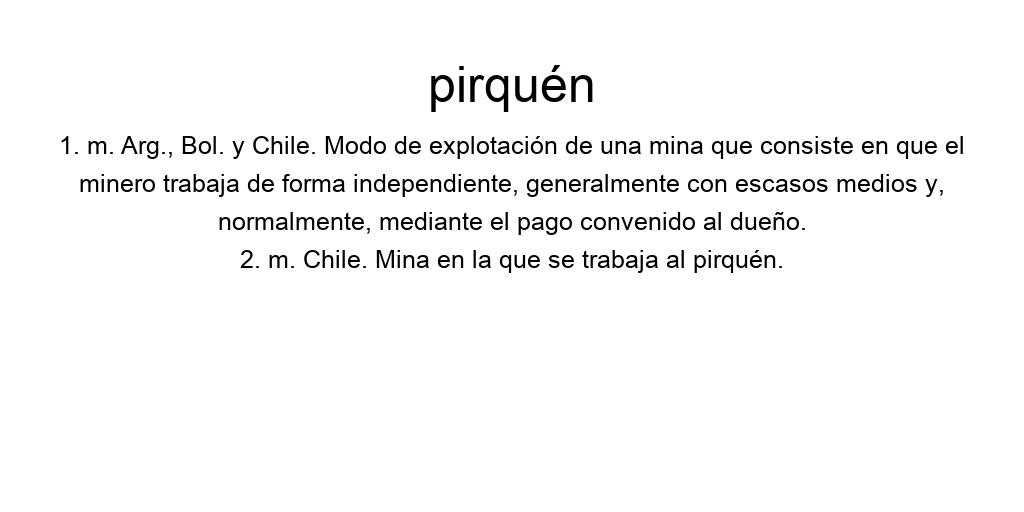 pirquén
1. m. Arg., Bol. y Chile. Modo de explotación de una mina que consiste en que el
minero trabaja de forma independiente, generalmente con escasos medios y,
normalmente, mediante el pago convenido al dueño.
2. m. Chile. Mina en la que se trabaja al pirquén.